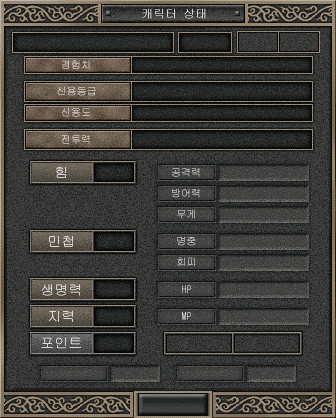 캐릭터 상태
경험치
신용등급
신용도
전투력
힘
공격력
방어력
무게
민첩
명중
회피
생명력
HP
지력
MP
포인트